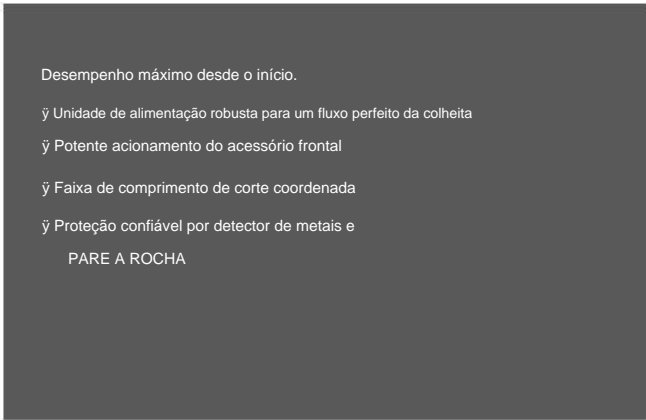 Desempenho máximo desde o início.
ÿ Unidade de alimentação robusta para um fluxo perfeito da colheita
ÿ Potente acionamento do acessório frontal
ÿ Faixa de comprimento de corte coordenada
ÿ Proteção confiável por detector de metais e
PARE A ROCHA